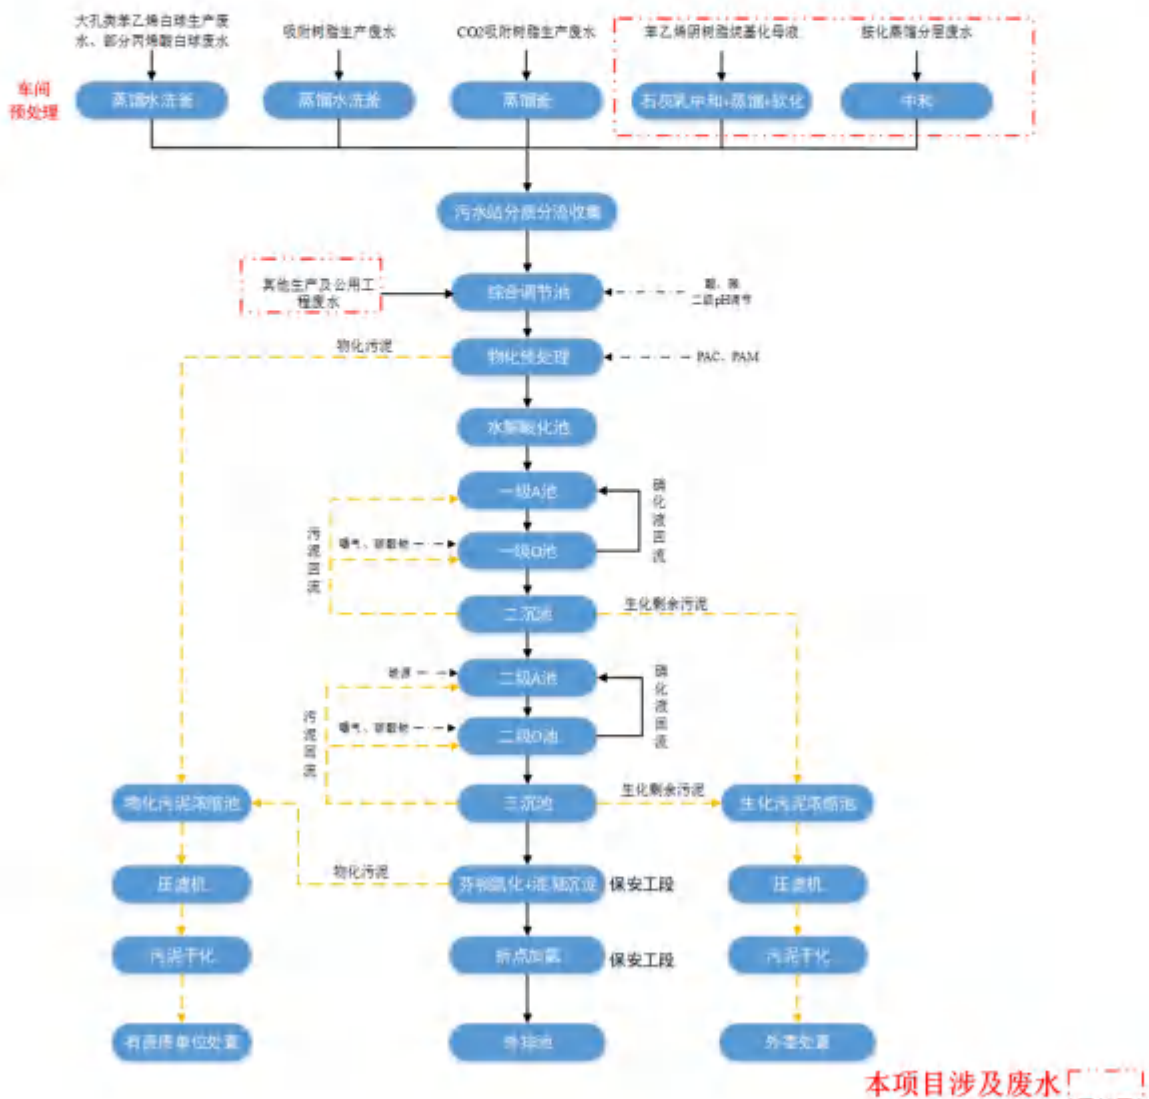 大孔类苯乙烯白球生产废
水、部分丙烯酸白球废水
吸附树脂生产废水
CO2吸附树脂生产废水
苯乙烯阴树脂烷基化母液
胺化蒸馏分层废水
车间
预处理
蒸馏水洗釜
蒸馏水洗釜
蒸馏釜
石灰乳中和+蒸馏+软化
中和
污水站分质分流收集
其他生产及公用工
程废水
综合调节池
酸、碱
二级pH调节
物化污泥
物化预处理
PAC、PAM
水解酸化池
一级A池
硝化液回流
污泥回流
曝气、碳酸钠
一级O池
二沉池
生化剩余污泥
碳源
二级A池
硝化液回流
污泥回流
曝气、碳酸钠
二级O池
物化污泥浓缩池
三沉池
生化剩余污泥
生化污泥浓缩池
物化污泥
压滤机
芬顿氧化+混凝沉淀
保安工段
压滤机
污泥干化
折点加氯
保安工段
污泥干化
有资质单位处置
外排池
外委处置
本项目涉及废水